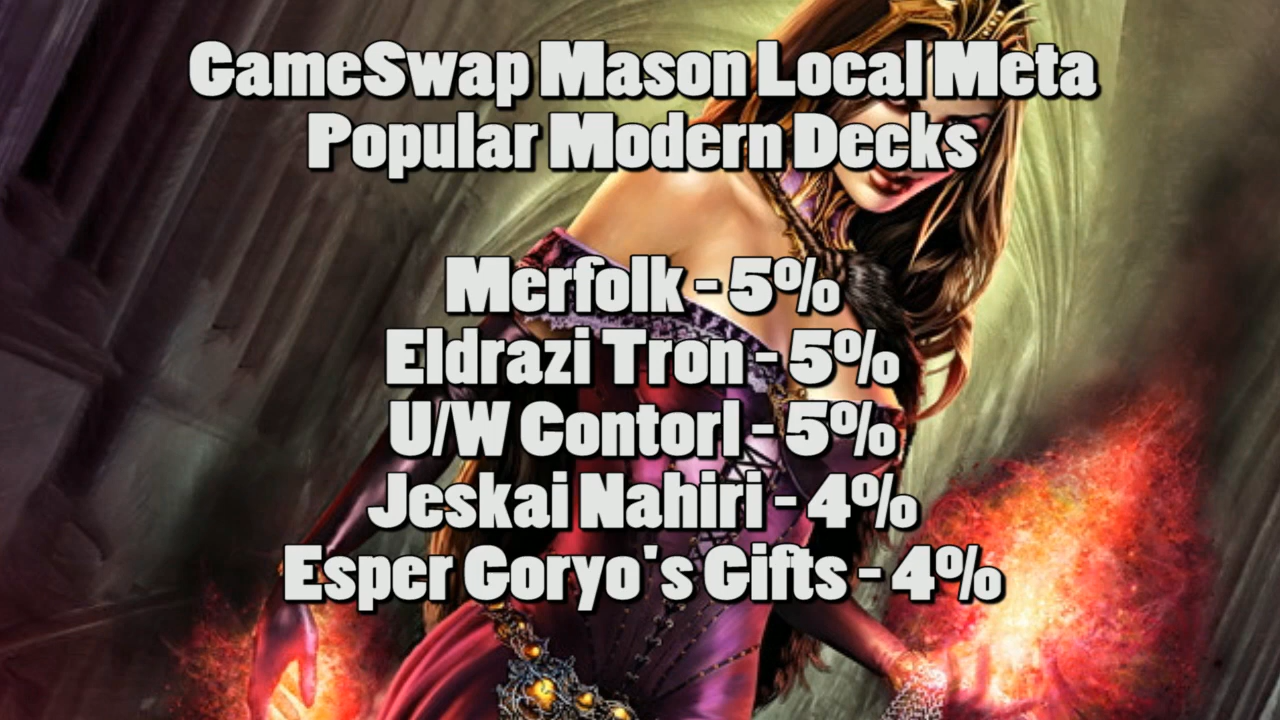 GameSwap Mason Local Meta
Popular Modern Decks
Merfolk - 5%
Eldrazi Tron - 5%
U/W Contorl - 5%
Jeskai Nahiri - 4%
Esper Goryo's Gifts - 4%